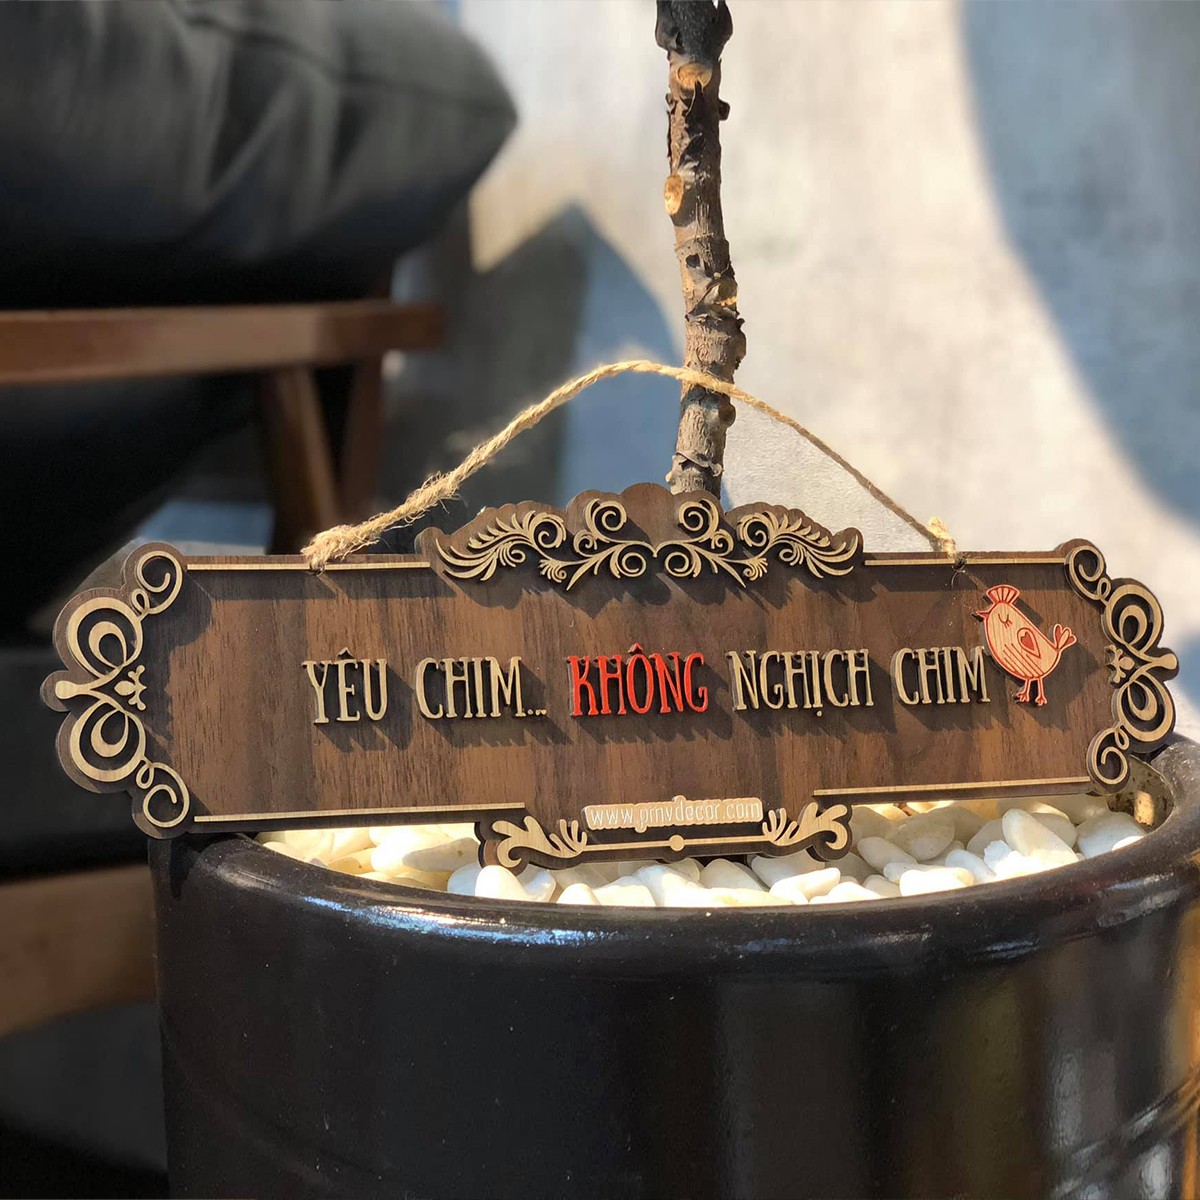 YÊU CHIM... KHÔNG NGHỊCH CHIM
www.pmvdecor.com